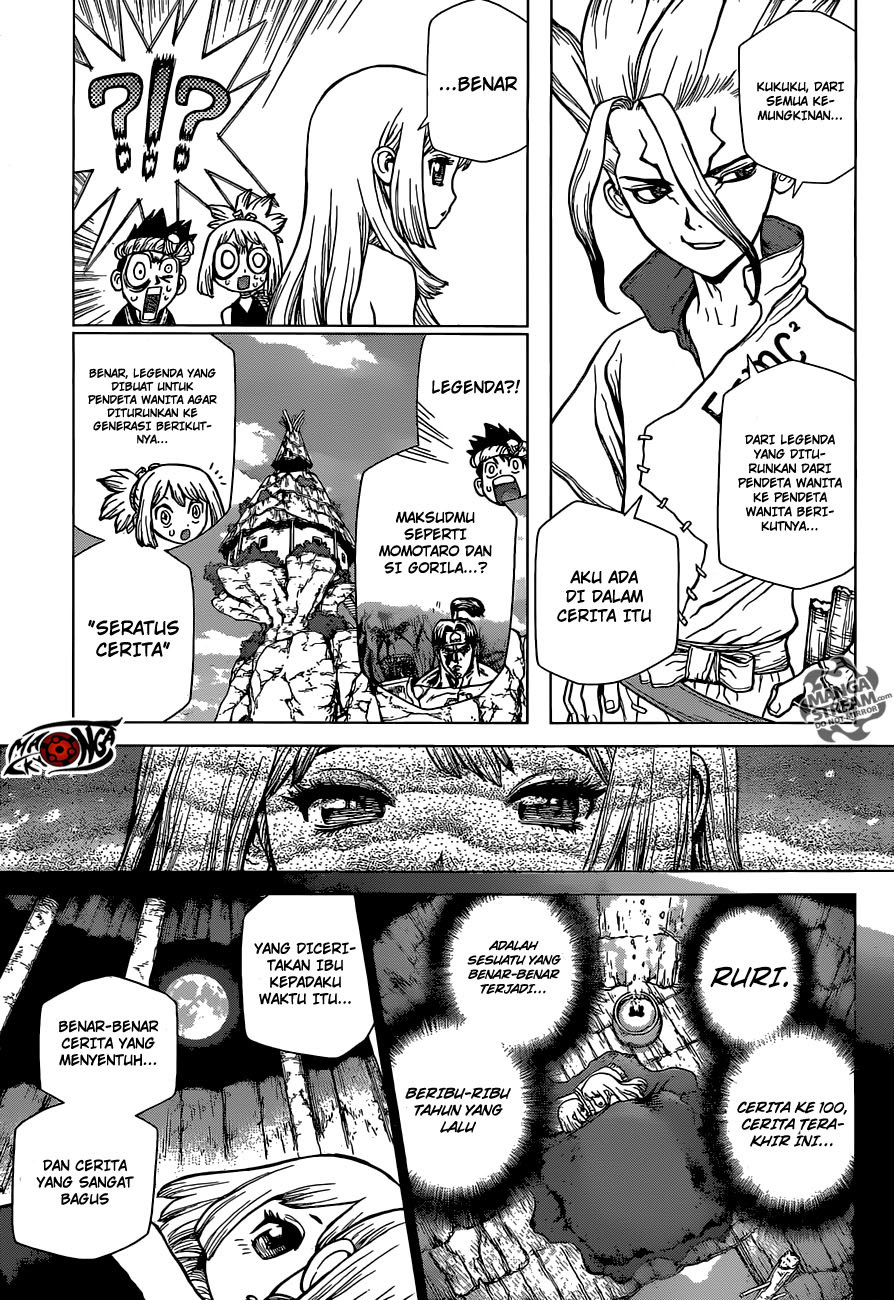 KUKUKU, DARI
SEMUA KE-
MUNGKINAN...
DARI LEGENDA
YANG DITU-
RUNKAN DARI
PENDETA WANITA
KE PENDETA
WANITA BERI-
KUTNYA...
AKU ADA
DI DALAM
CERITA ITU
...BENAR
?!?
LEGENDA?!
MAKSUDMU
SEPERTI
MOMOTARO DAN
SI GORILA...?
BENAR, LEGENDA YANG
DIBUAT UNTUK
PENDETA WANITA AGAR
DITURUNKAN KE
GENERASI BERIKUT-
NYA...
"SERATUS
CERITA"
MANGA
STREAM.com
DO NOT MIRROR
RURI.
CERITA KE 100,
CERITA TERA-
KHIR INI...
ADALAH
SESUATU YANG
BENAR-BENAR
TERJADI...
BERIBU-RIBU
TAHUN YANG
LALU
YANG DICERI-
TAKAN IBU
KEPADAKU
WAKTU ITU...
BENAR-BENAR
CERITA YANG
MENYENTUH...
DAN CERITA
YANG SANGAT
BAGUS